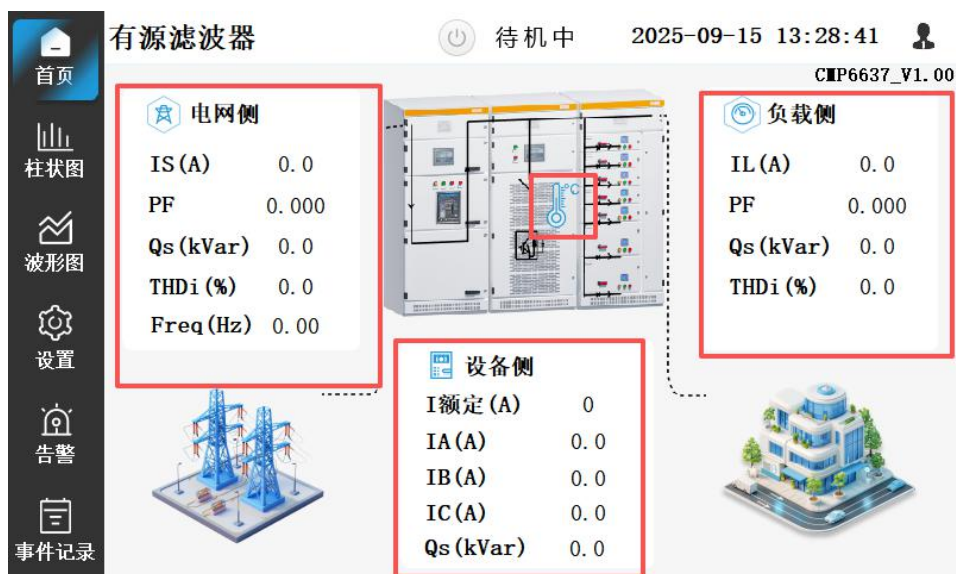 有源滤波器 待机中 2025-09-15 13:28:41
CMP6637_V1.00
首页
柱状图
波形图
设置
告警
事件记录
电网侧
IS(A) 0.0
PF 0.000
Qs(kVar) 0.0
THDi(%) 0.0
Freq(Hz) 0.00
°C
设备侧
I额定(A) 0
IA(A) 0.0
IB(A) 0.0
IC(A) 0.0
Qs(kVar) 0.0
负载侧
IL(A) 0.0
PF 0.000
Qs(kVar) 0.0
THDi(%) 0.0